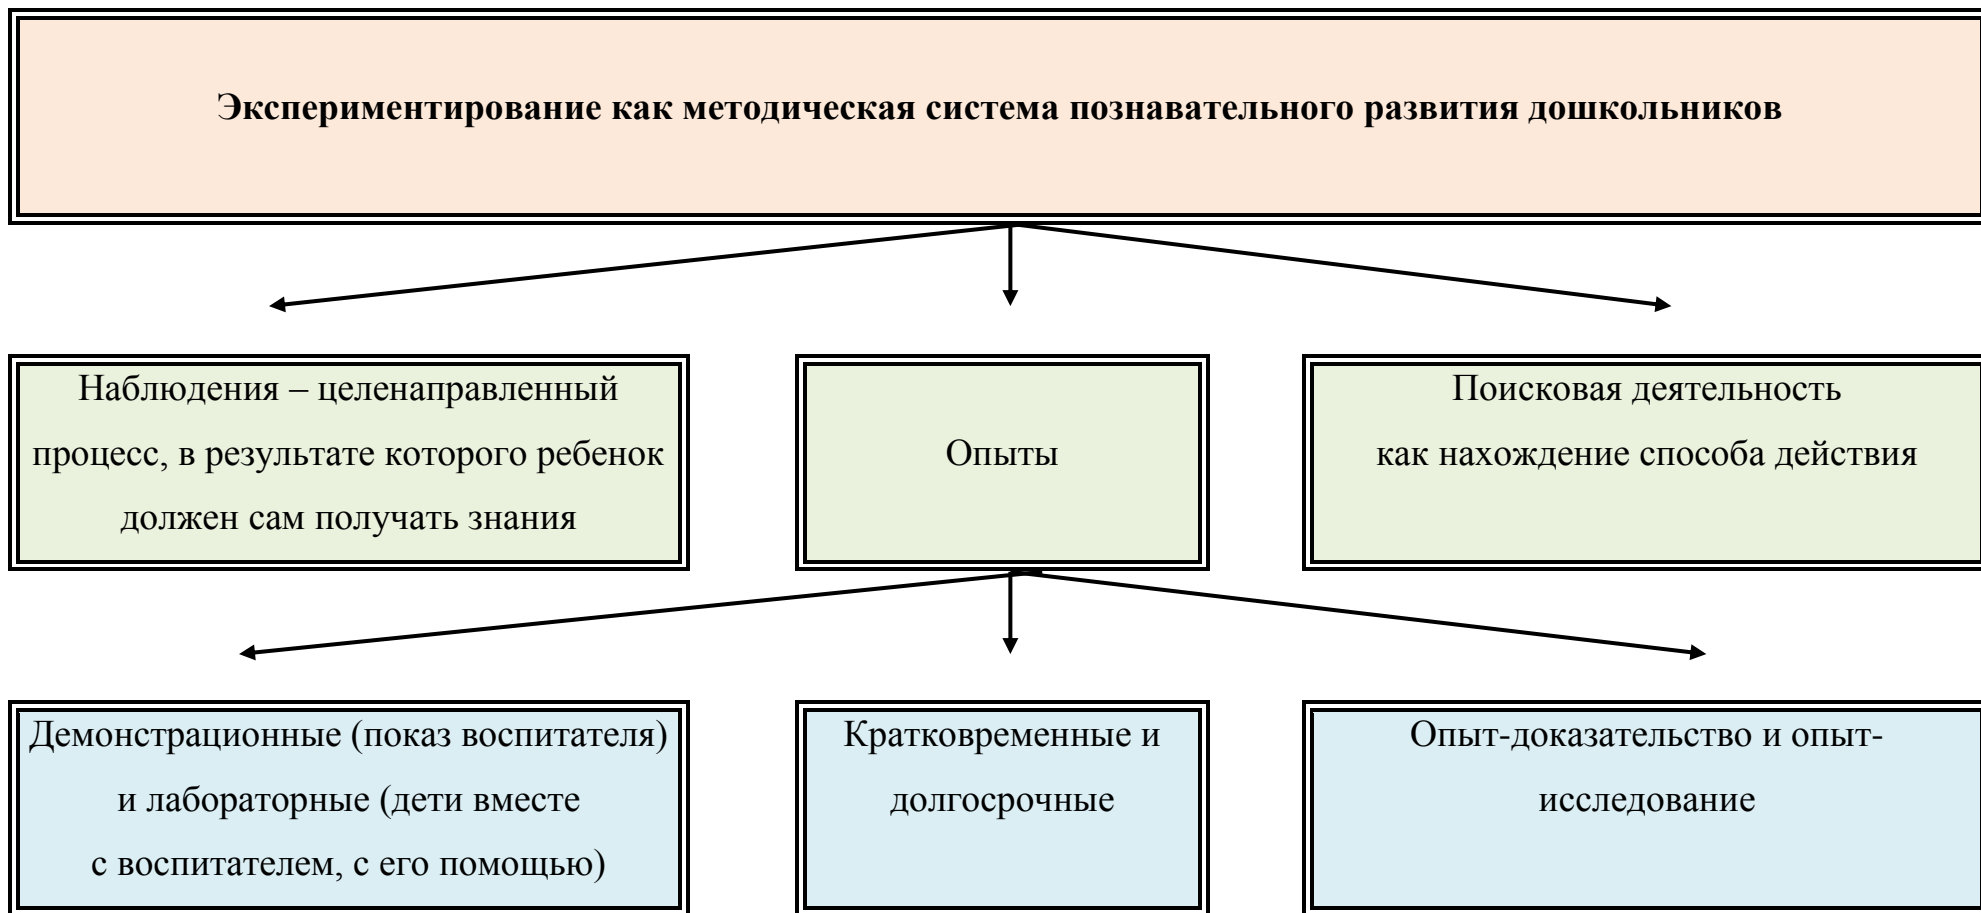 Экспериментирование как методическая система познавательного развития дошкольников
Наблюдения – целенаправленный
процесс, в результате которого ребенок
должен сам получать знания
Опыты
Поисковая деятельность
как нахождение способа действия
Демонстрационные (показ воспитателя)
и лабораторные (дети вместе
с воспитателем, с его помощью)
Кратковременные и
долгосрочные
Опыт-доказательство и опыт-
исследование